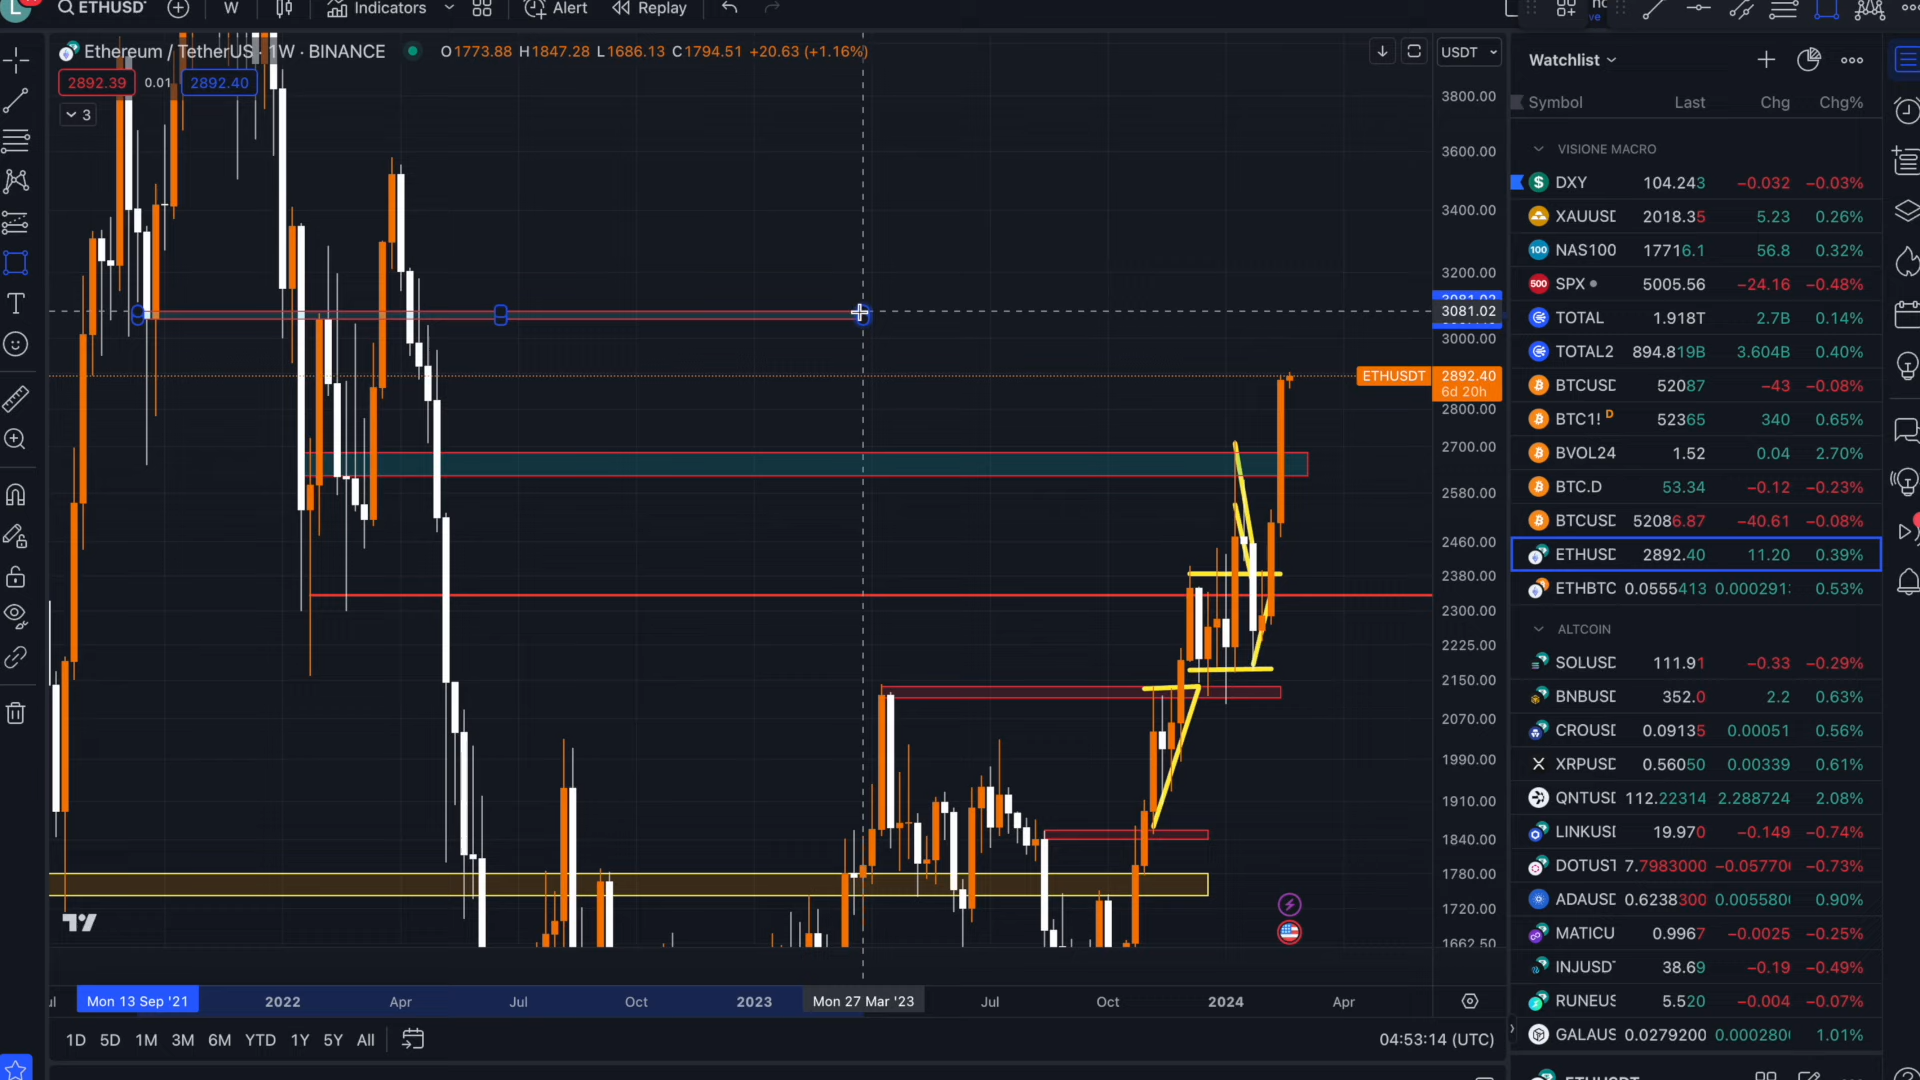 ETHUSD W Indicators Alert Replay
Ethereum / TetherUS · 1W · BINANCE O1773.88 H1847.28 L1686.13 C1794.51 +20.63 (+1.16%) USDT
2892.39 0.01 2892.40
3
3800.00
3600.00
3400.00
3200.00
3081.02
3000.00
ETHUSDT 2892.40
6d 20h
2800.00
2700.00
2580.00
2460.00
2380.00
2300.00
2225.00
2150.00
2070.00
1990.00
1910.00
1840.00
1780.00
1720.00
1662.50
Mon 13 Sep '21 2022 Apr Jul Oct 2023 Mon 27 Mar '23 Jul Oct 2024 Apr
1D 5D 1M 3M 6M YTD 1Y 5Y All 04:53:14 (UTC)
Watchlist
Symbol Last Chg Chg%
VISIONE MACRO
DXY 104.243 −0.032 −0.03%
XAUUSD 2018.35 5.23 0.26%
100 NAS100 17716.1 56.8 0.32%
500 SPX 5005.56 −24.16 −0.48%
TOTAL 1.918T 2.7B 0.14%
TOTAL2 894.819B 3.604B 0.40%
BTCUSD 52087 −43 −0.08%
BTC1! D 52365 340 0.65%
BVOL24 1.52 0.04 2.70%
BTC.D 53.34 −0.12 −0.23%
BTCUSD 52086.87 −40.61 −0.08%
ETHUSD 2892.40 11.20 0.39%
ETHBTC 0.0555413 0.000291 0.53%
ALTCOIN
SOLUSD 111.91 −0.33 −0.29%
BNBUSD 352.0 2.2 0.63%
CROUSD 0.09135 0.00051 0.56%
XRPUSD 0.56050 0.00339 0.61%
QNTUSD 112.22314 2.288724 2.08%
LINKUSD 19.970 −0.149 −0.74%
DOTUST 7.7983000 −0.05770 −0.73%
ADAUSD 0.6238300 0.005580 0.90%
MATICU 0.9967 −0.0025 −0.25%
INJUSDT 38.69 −0.19 −0.49%
RUNEUS 5.520 −0.004 −0.07%
GALAUS 0.0279200 0.000280 1.01%